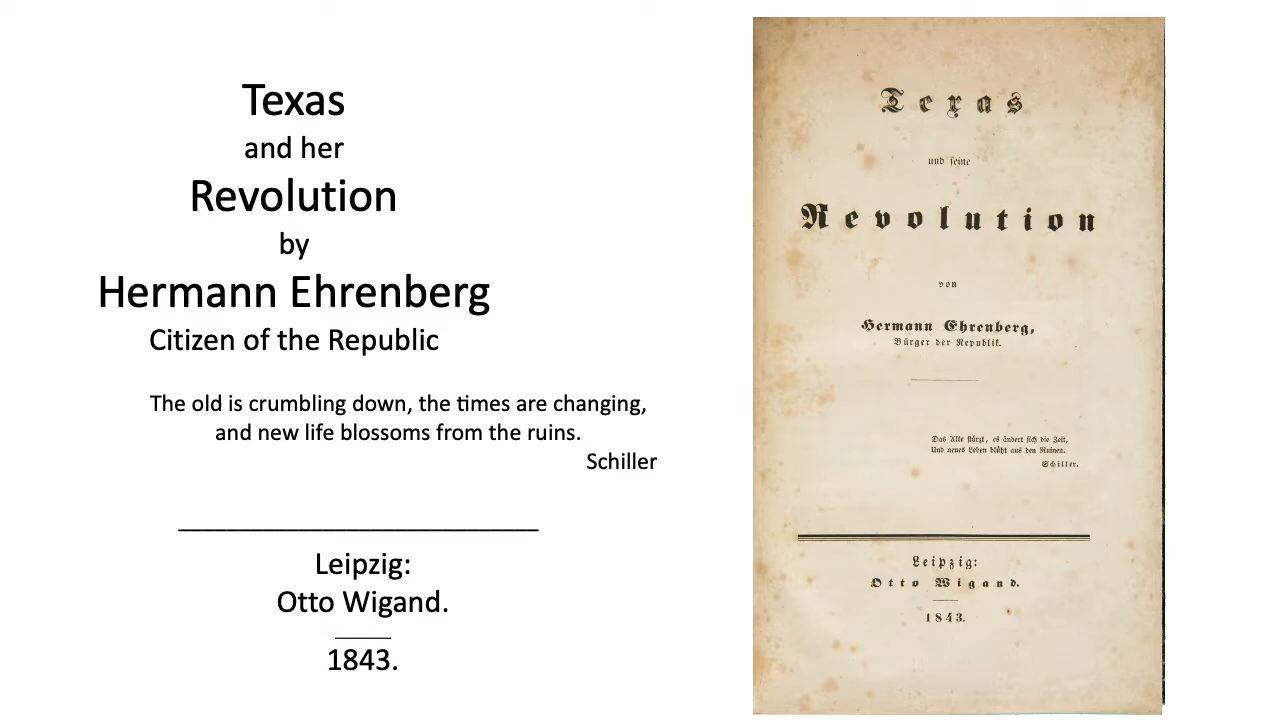 Texas
and her
Revolution
by
Hermann Ehrenberg
Citizen of the Republic
The old is crumbling down, the times are changing,
and new life blossoms from the ruins.
Schiller
Leipzig:
Otto Wigand.
1843.
Texas
und seine
Revolution
von
Hermann Ehrenberg,
Bürger der Republik.
Das Alte stürzt, es ändert sich die Zeit,
Und neues Leben blüht aus den Ruinen.
Schiller.
Leipzig:
Otto Wigand.
1843.